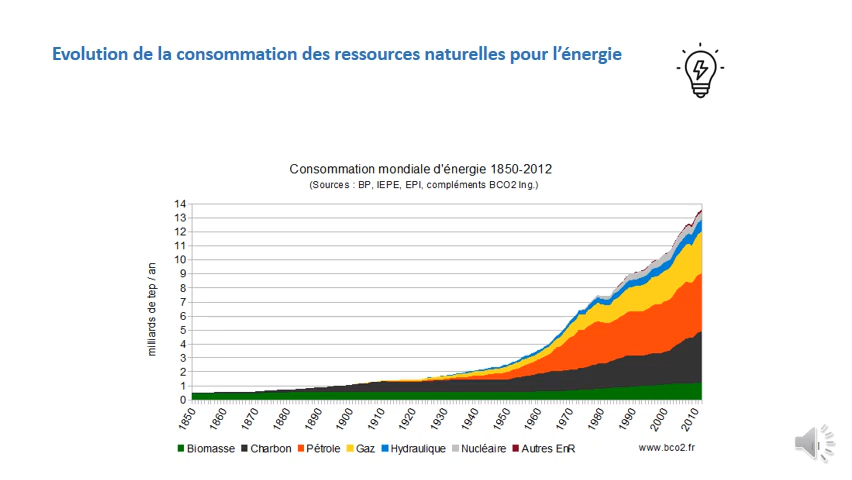 Evolution de la consommation des ressources naturelles pour l'énergie
Consommation mondiale d'énergie 1850-2012
(Sources : BP, IEPE, EPI, compléments BCO2 Ing.)
milliards de tep / an
14
13
12
11
10
9
8
7
6
5
4
3
2
1
0
1850 1860 1870 1880 1890 1900 1910 1920 1930 1940 1950 1960 1970 1980 1990 2000 2010
Biomasse Charbon Pétrole Gaz Hydraulique Nucléaire Autres EnR www.bco2.fr